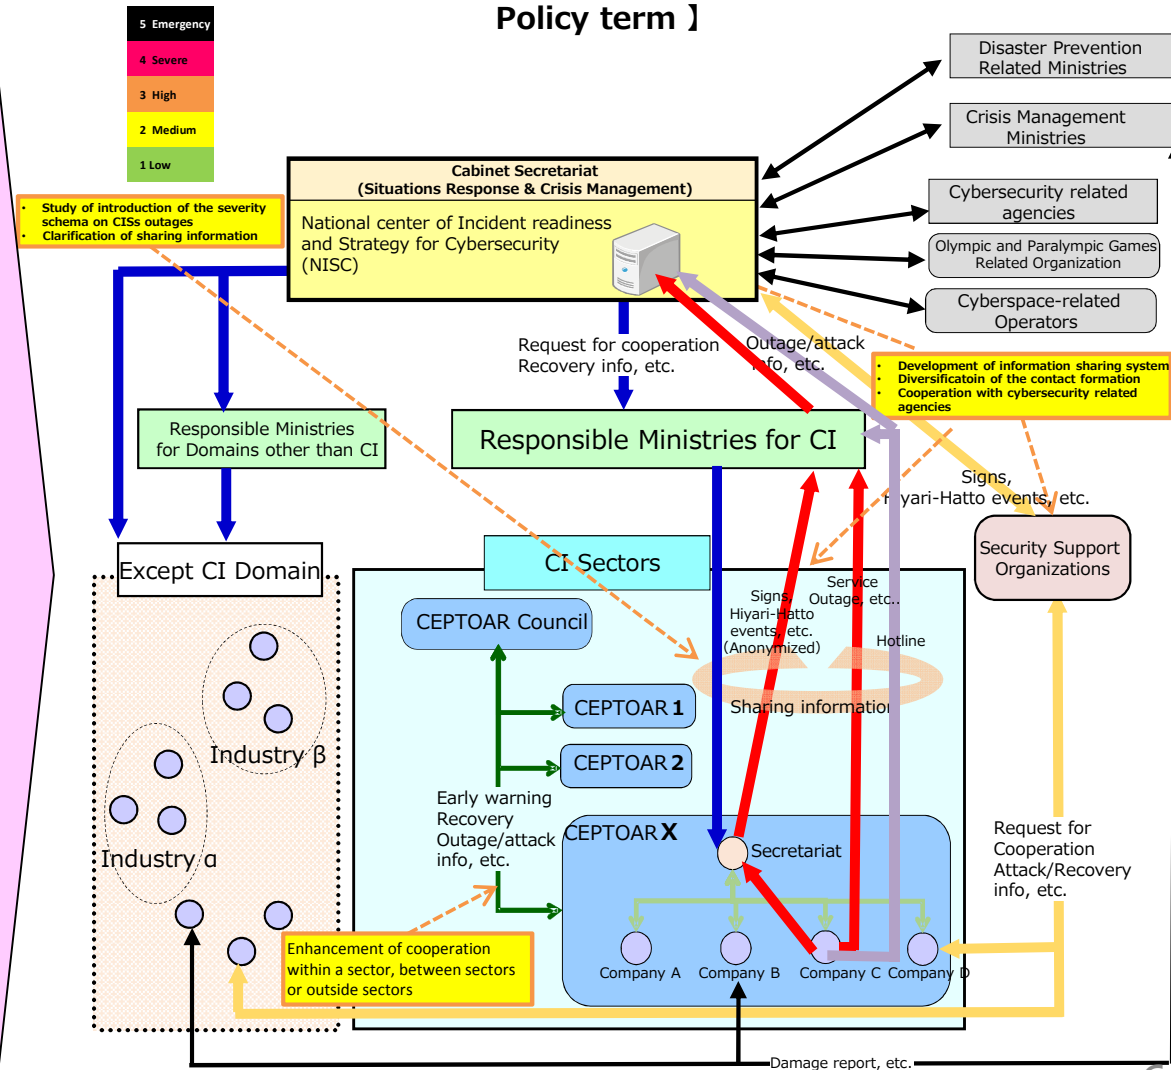 Policy term 】
5 Emergency
4 Severe
3 High
2 Medium
1 Low
Disaster Prevention
Related Ministries
Crisis Management
Ministries
Cybersecurity related
agencies
Olympic and Paralympic Games
Related Organization
Cyberspace-related
Operators
Cabinet Secretariat
(Situations Response & Crisis Management)
National center of Incident readiness
and Strategy for Cybersecurity
(NISC)
• Study of introduction of the severity
schema on CISs outages
• Clarification of sharing information
Request for cooperation
Recovery info, etc.
Outage/attack
info, etc.
• Development of information sharing system
• Diversificatoin of the contact formation
• Cooperation with cybersecurity related
agencies
Responsible Ministries
for Domains other than CI
Responsible Ministries for CI
Signs,
Hiyari-Hatto events, etc.
Security Support
Organizations
Except CI Domain
CI Sectors
CEPTOAR Council
Signs,
Hiyari-Hatto
events, etc.
(Anonymized)
Service
Outage, etc..
Hotline
Sharing information
CEPTOAR 1
CEPTOAR 2
Industry β
Industry α
Early warning
Recovery
Outage/attack
info, etc.
CEPTOAR X
Secretariat
Request for
Cooperation
Attack/Recovery
info, etc.
Enhancement of cooperation
within a sector, between sectors
or outside sectors
Company A
Company B
Company C
Company D
Damage report, etc.